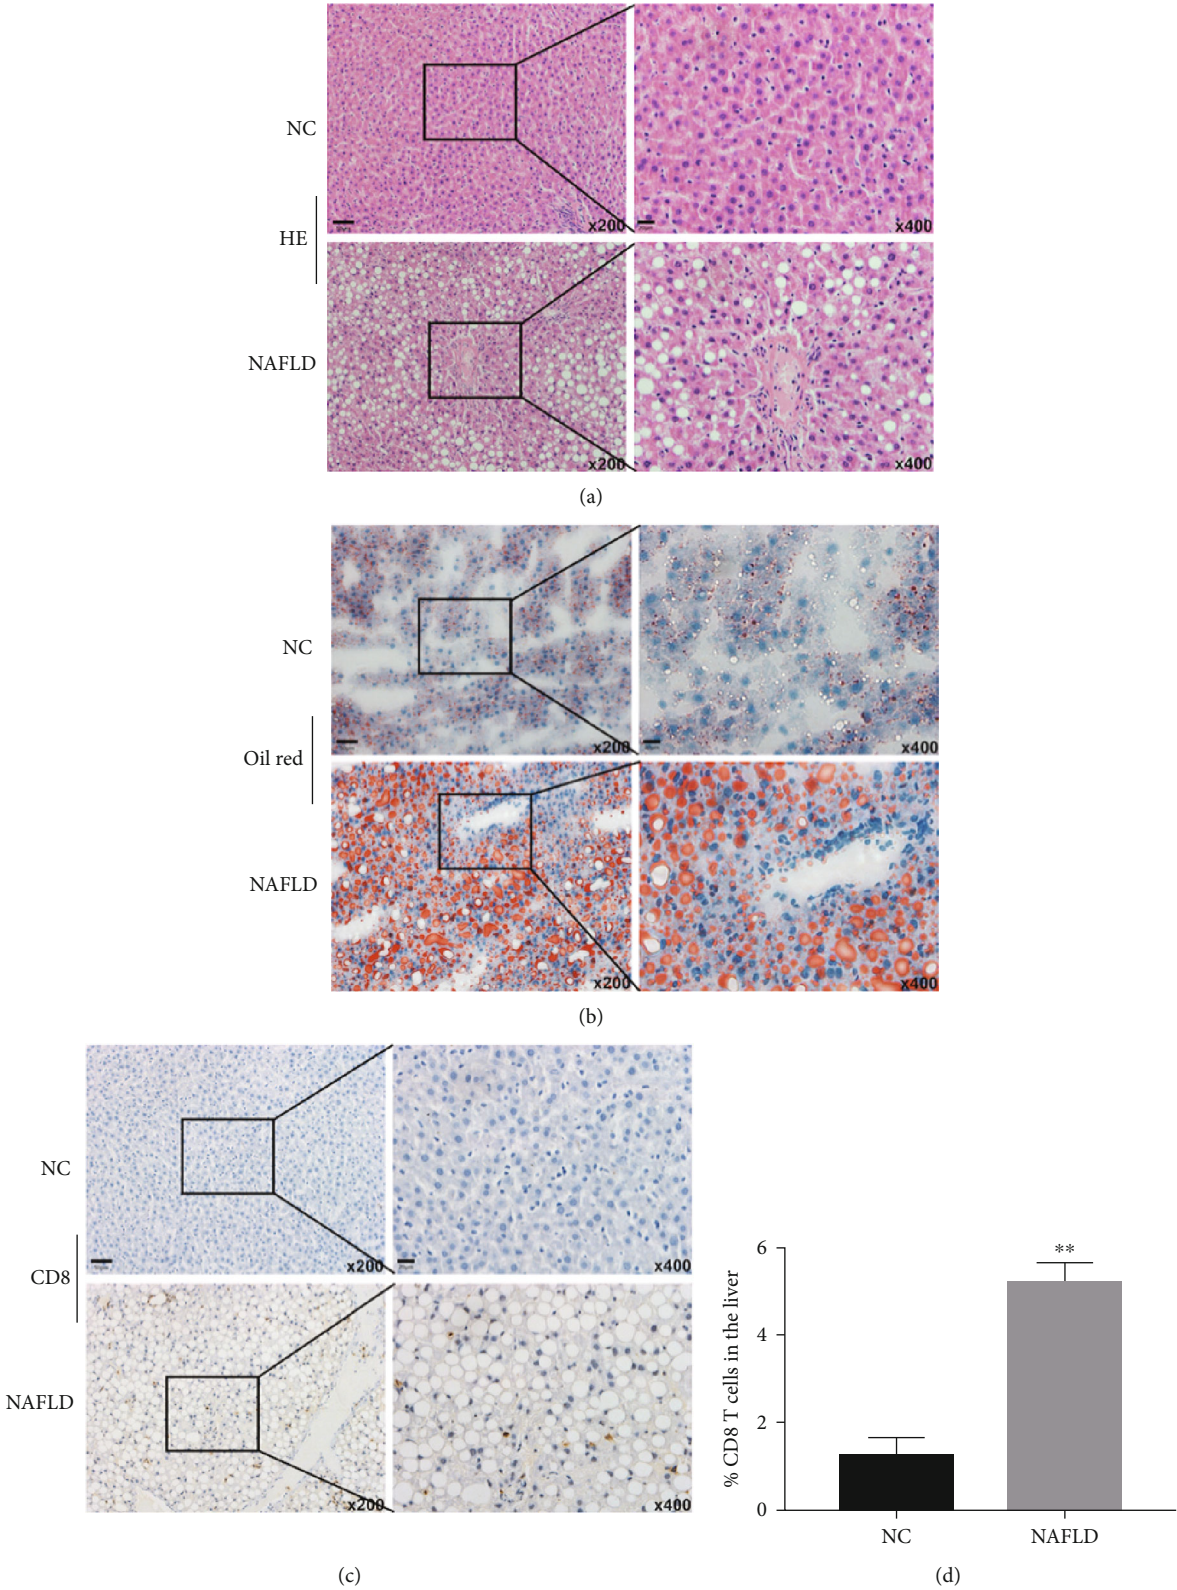 NC
x200
x400
HE
NAFLD
x200
x400
(a)
NC
x200
x400
Oil red
NAFLD
x200
x400
(b)
NC
x200
x400
CD8
NAFLD
x200
x400
(c)
% CD8 T cells in the liver
6
4
2
0
**
NC
NAFLD
(d)